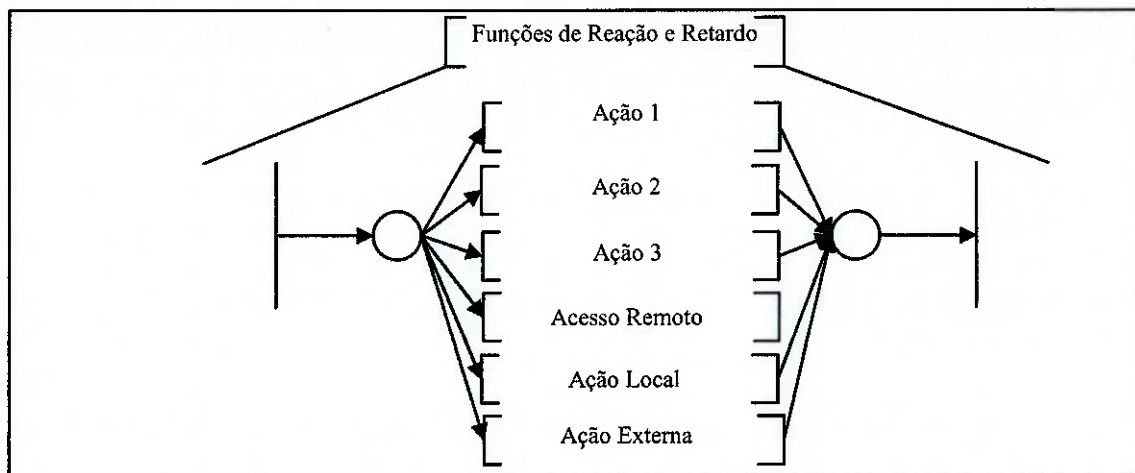 Funções de Reação e Retardo
Ação 1
Ação 2
Ação 3
Acesso Remoto
Ação Local
Ação Externa